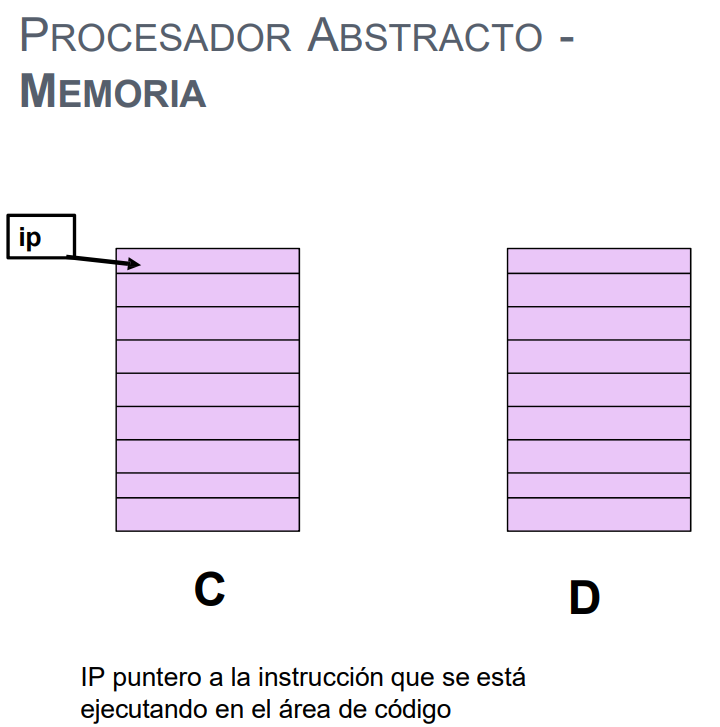 PROCESADOR ABSTRACTO -
MEMORIA
ip
C
D
IP puntero a la instrucción que se está
ejecutando en el área de código